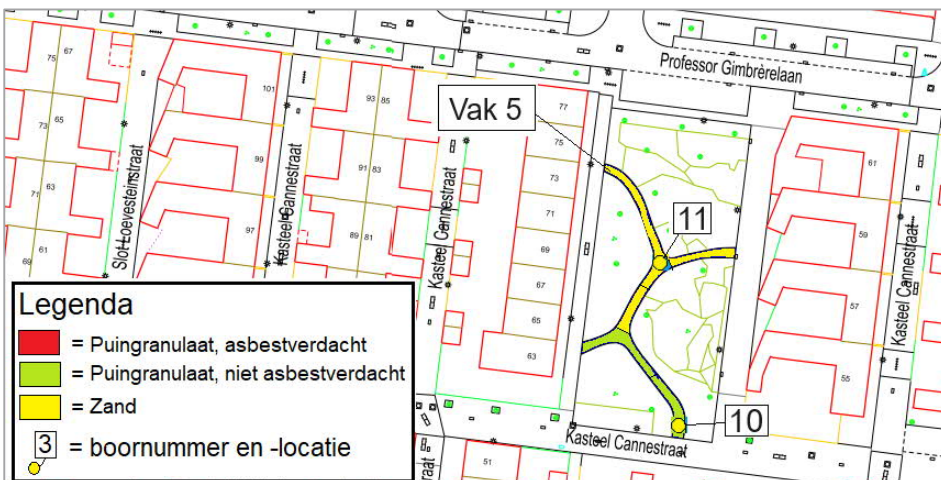 Professor Gimbrèrelaan
67
75
101
93 85
77
Vak 5
73
65
75
99
91 83
73
61
71
63
11
71
59
Slot Loevesteinstraat
Kasteel Cannestraat
Kasteel Cannestraat
Kasteel Cannestraat
97
89 81
69
61
69
67
57
65
63
55
Legenda
= Puingranulaat, asbestverdacht
= Puingranulaat, niet asbestverdacht
= Zand
3 = boornummer en -locatie
10
Kasteel Cannestraat
51
straat